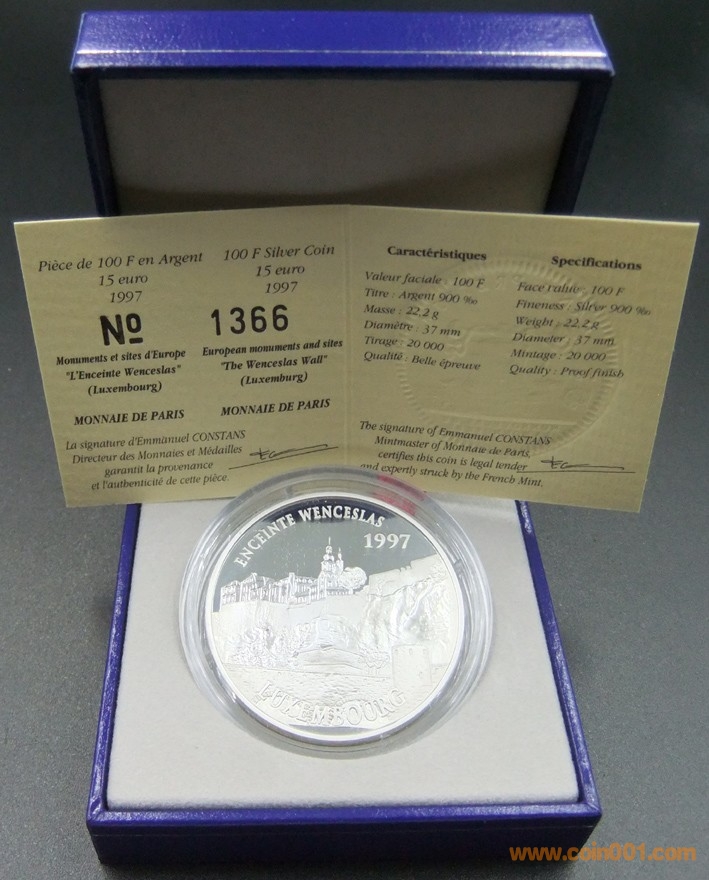 Pièce de 100 F en Argent
15 euro
1997
Nº
Monuments et sites d'Europe
"L'Enceinte Wenceslas"
(Luxembourg)
MONNAIE DE PARIS
100 F Silver Coin
15 euro
1997
1366
European monuments and sites
"The Wenceslas Wall"
(Luxemburg)
MONNAIE DE PARIS
La signature d'Emmanuel CONSTANS
Directeur des Monnaies et Médailles
garantit la provenance
et l'authenticité de cette pièce.
Caractéristiques
Valeur faciale : 100 F
Titre : Argent 900 ‰
Masse : 22.2 g
Diamètre : 37 mm
Tirage : 20 000
Qualité : Belle épreuve
Specifications
Face value : 100 F
Fineness : Silver 900 ‰
Weight : 22.2 g
Diameter : 37 mm
Mintage : 20 000
Quality : Proof finish
The signature of Emmanuel CONSTANS
Mintmaster of Monnaie de Paris,
certifies this coin is legal tender
and expertly struck by the French Mint.
ENCEINTE WENCESLAS
1997
LUXEMBOURG
www.coin001.com